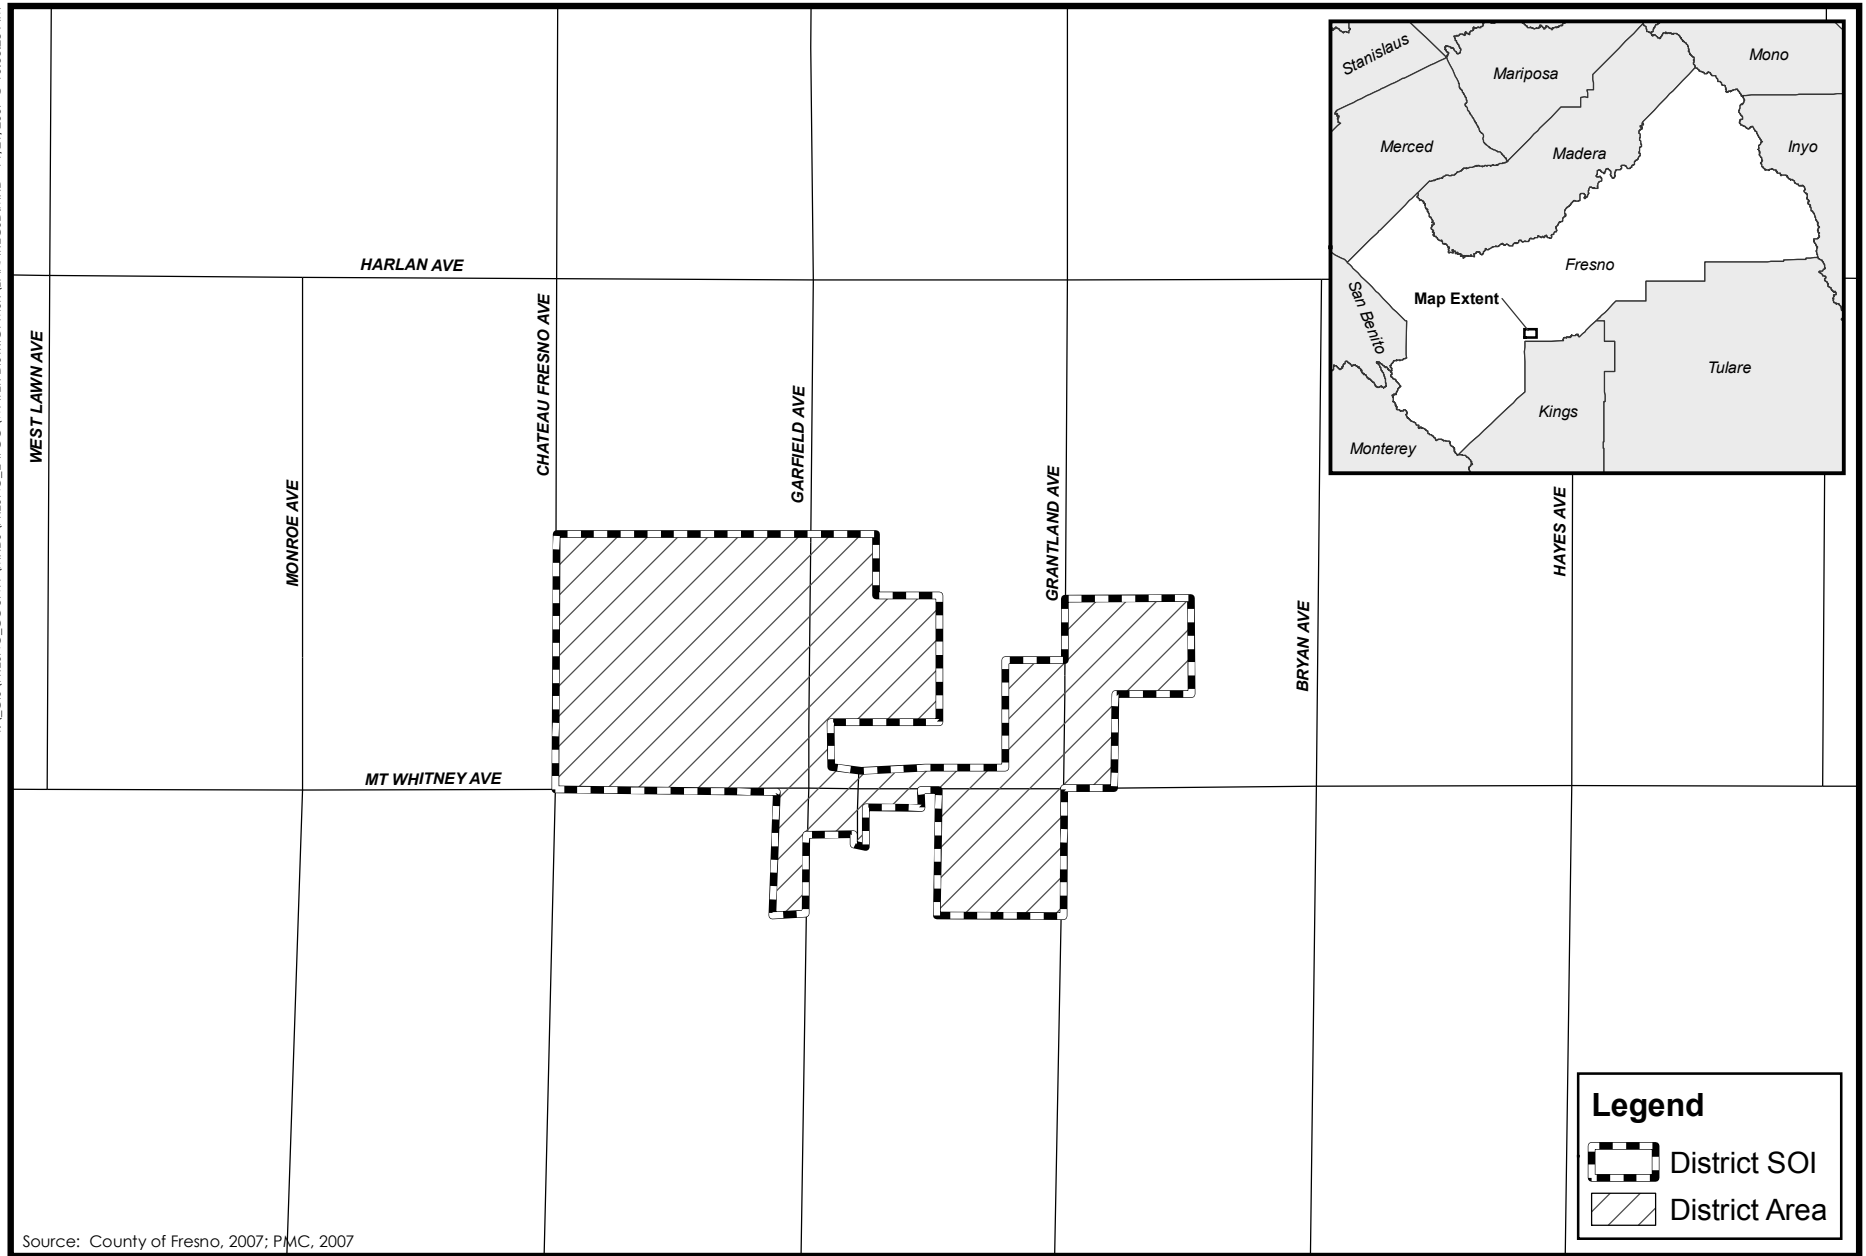 Stanislaus
Mariposa
Mono
Merced
Madera
Inyo
Fresno
San Benito
Map Extent
Tulare
Kings
Monterey
HARLAN AVE
WEST LAWN AVE
MONROE AVE
CHATEAU FRESNO AVE
GARFIELD AVE
GRANTLAND AVE
BRYAN AVE
HAYES AVE
MT WHITNEY AVE
Legend
District SOI
District Area
Source: County of Fresno, 2007; PMC, 2007